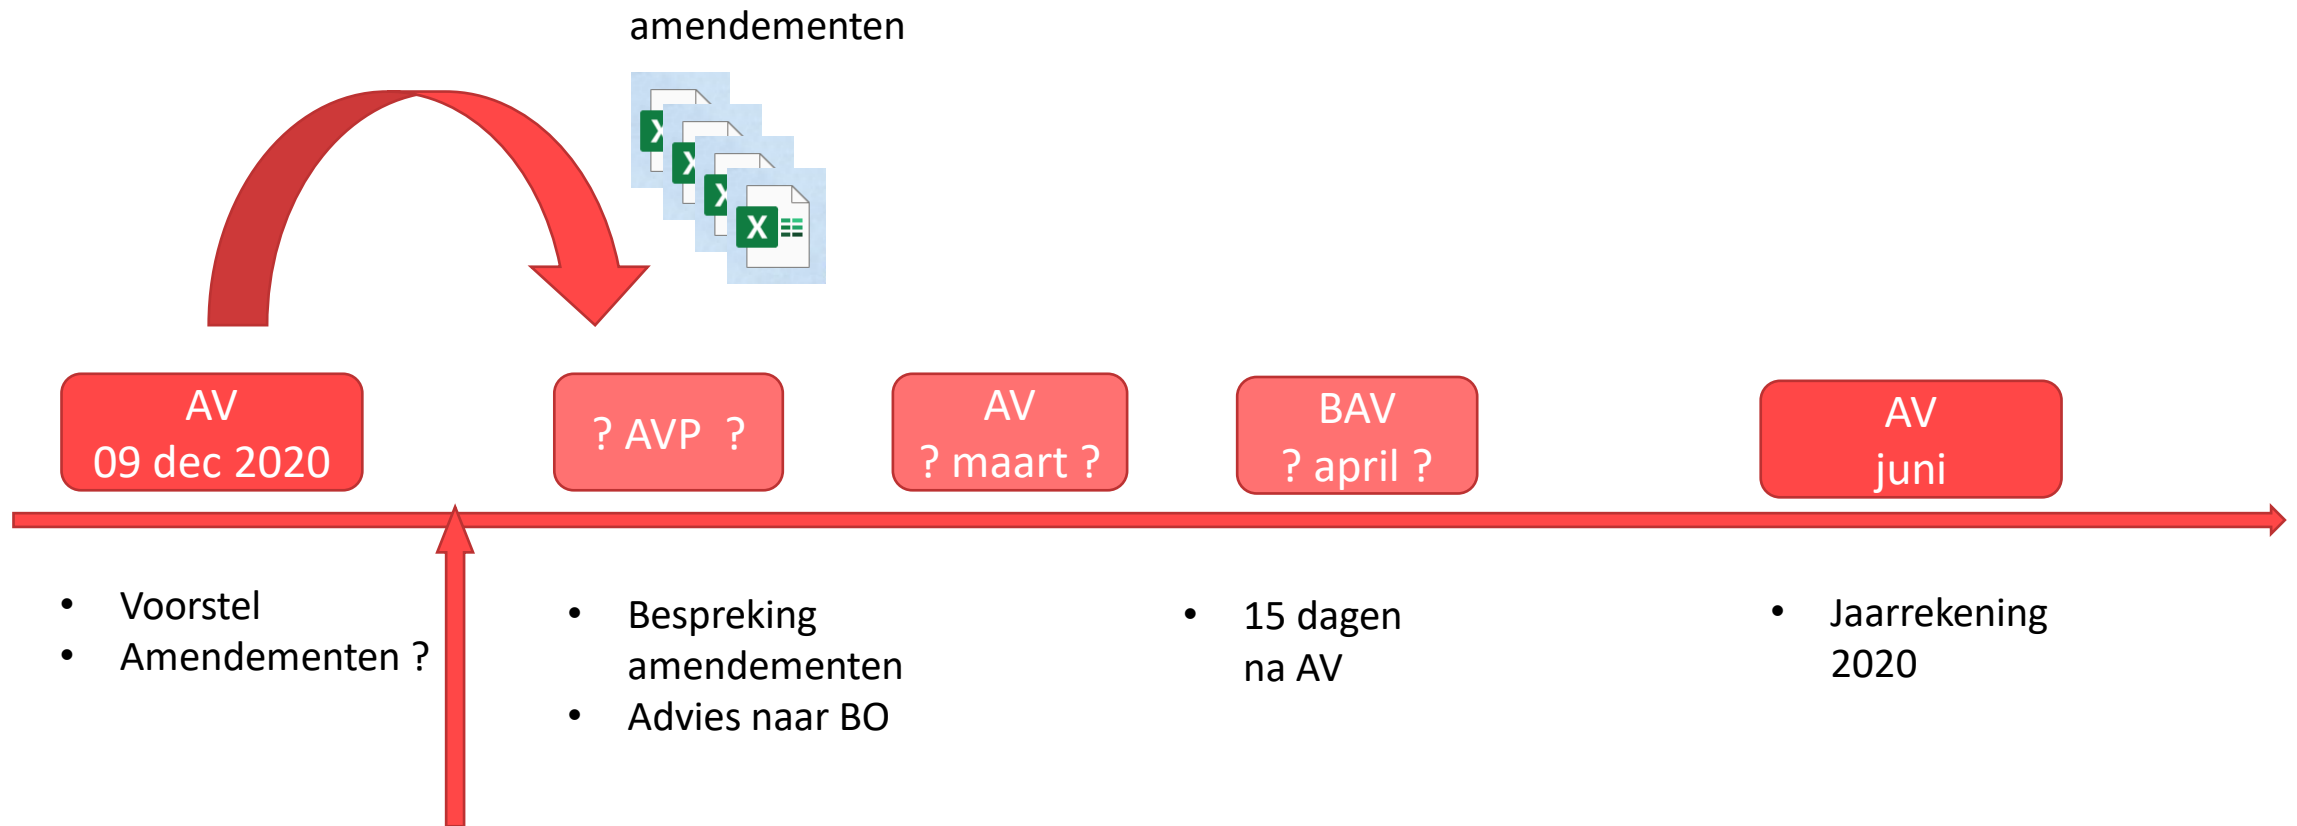 amendementen
AV
09 dec 2020
? AVP ?
AV
? maart ?
BAV
? april ?
AV
juni
• Voorstel
• Amendementen ?
• Bespreking
amendementen
• Advies naar BO
• 15 dagen
na AV
• Jaarrekening
2020